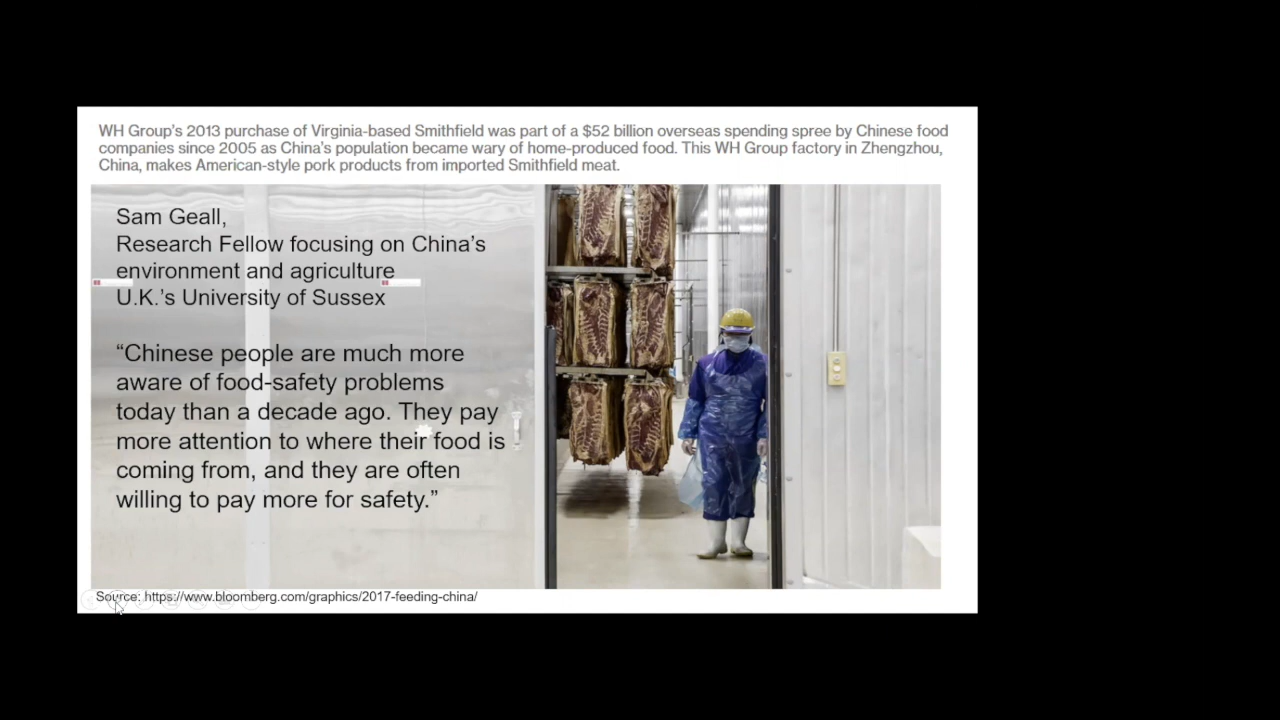 WH Group's 2013 purchase of Virginia-based Smithfield was part of a $52 billion overseas spending spree by Chinese food
companies since 2005 as China's population became wary of home-produced food. This WH Group factory in Zhengzhou,
China, makes American-style pork products from imported Smithfield meat.
Sam Geall,
Research Fellow focusing on China's
environment and agriculture
U.K.'s University of Sussex
“Chinese people are much more
aware of food-safety problems
today than a decade ago. They pay
more attention to where their food is
coming from, and they are often
willing to pay more for safety.”
Source: https://www.bloomberg.com/graphics/2017-feeding-china/